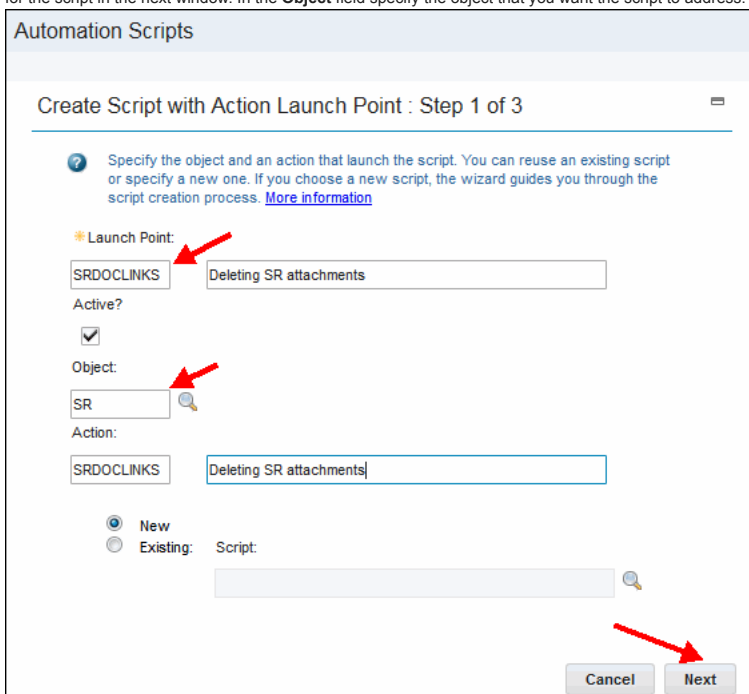 for the script in the next window. In the Object field specify the object that you want the script to address.
Automation Scripts
Create Script with Action Launch Point : Step 1 of 3
Specify the object and an action that launch the script. You can reuse an existing script
or specify a new one. If you choose a new script, the wizard guides you through the
script creation process. More information
*Launch Point:
SRDOCLINKS Deleting SR attachments
Active?
Object:
SR
Action:
SRDOCLINKS Deleting SR attachments
New
Existing: Script:
Cancel Next